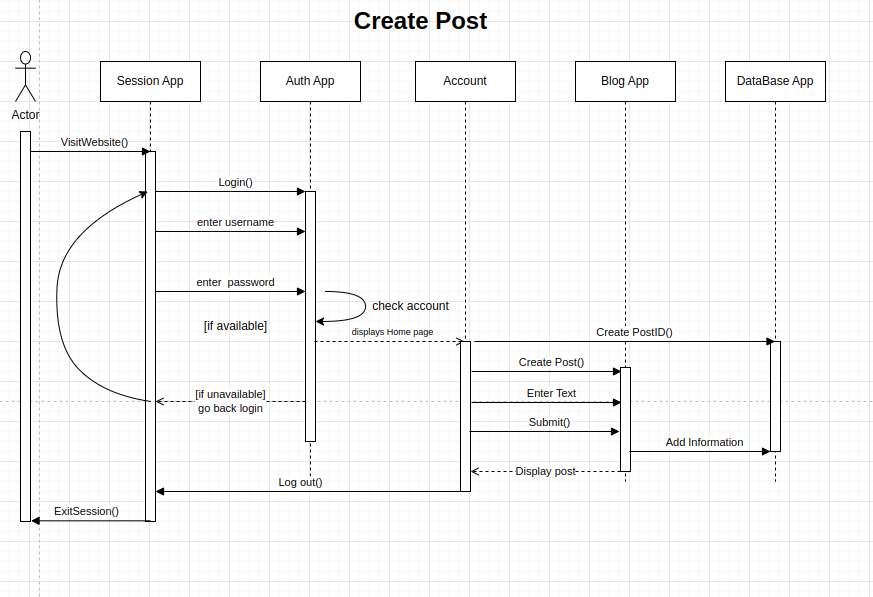 Create Post
Session App
Auth App
Account
Blog App
DataBase App
Actor
VisitWebsite()
Login()
enter username
enter  password
check account
[if available]
displays Home page
Create PostID()
Create Post()
[if unavailable]
go back login
Enter Text
Submit()
Add Information
Display post
Log out()
ExitSession()